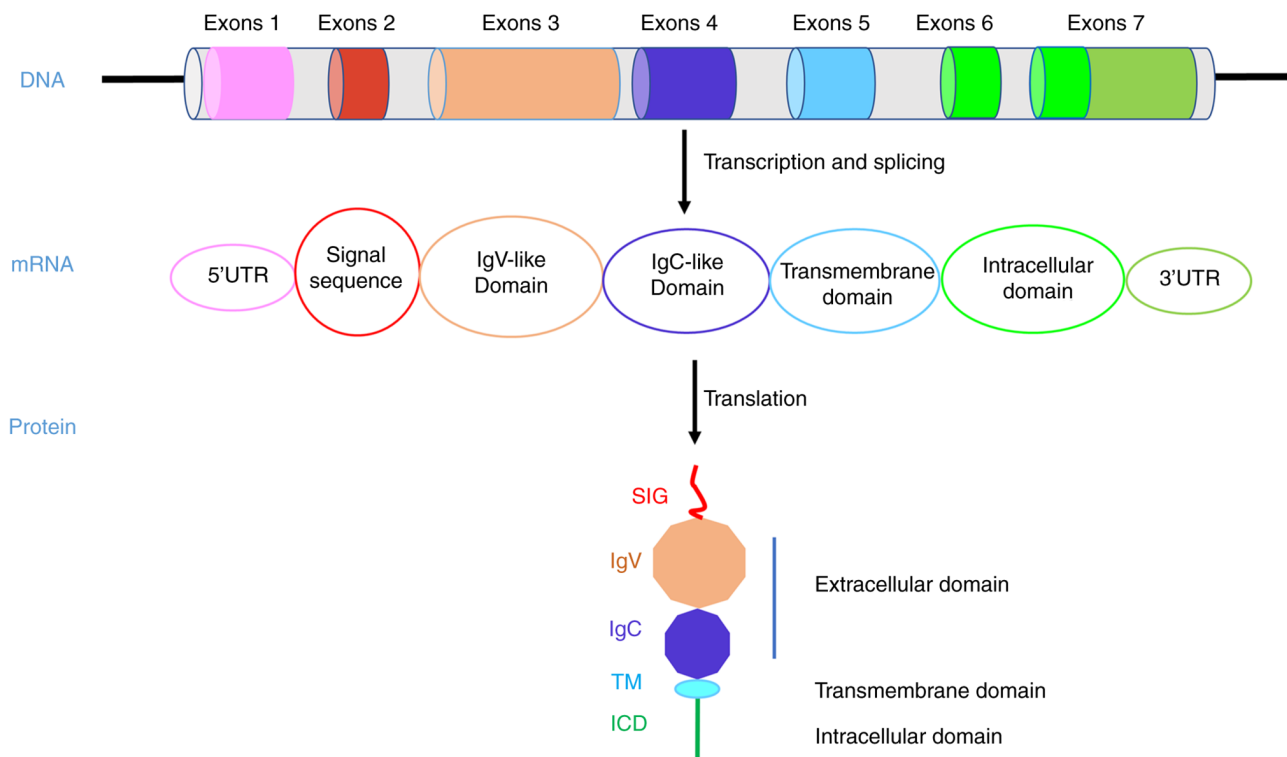 Exons 1 Exons 2 Exons 3 Exons 4 Exons 5 Exons 6 Exons 7
DNA
Transcription and splicing
mRNA
5'UTR
Signal
sequence
IgV-like
Domain
IgC-like
Domain
Transmembrane
domain
Intracellular
domain
3'UTR
Translation
Protein
SIG
IgV
Extracellular domain
IgC
TM
Transmembrane domain
ICD
Intracellular domain